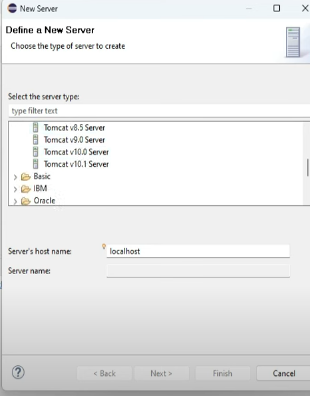 New Server
Define a New Server
Choose the type of server to create
Select the server type:
type filter text
Tomcat v8.5 Server
Tomcat v9.0 Server
Tomcat v10.0 Server
Tomcat v10.1 Server
> Basic
> IBM
> Oracle
Server's host name: localhost
Server name:
? < Back Next > Finish Cancel